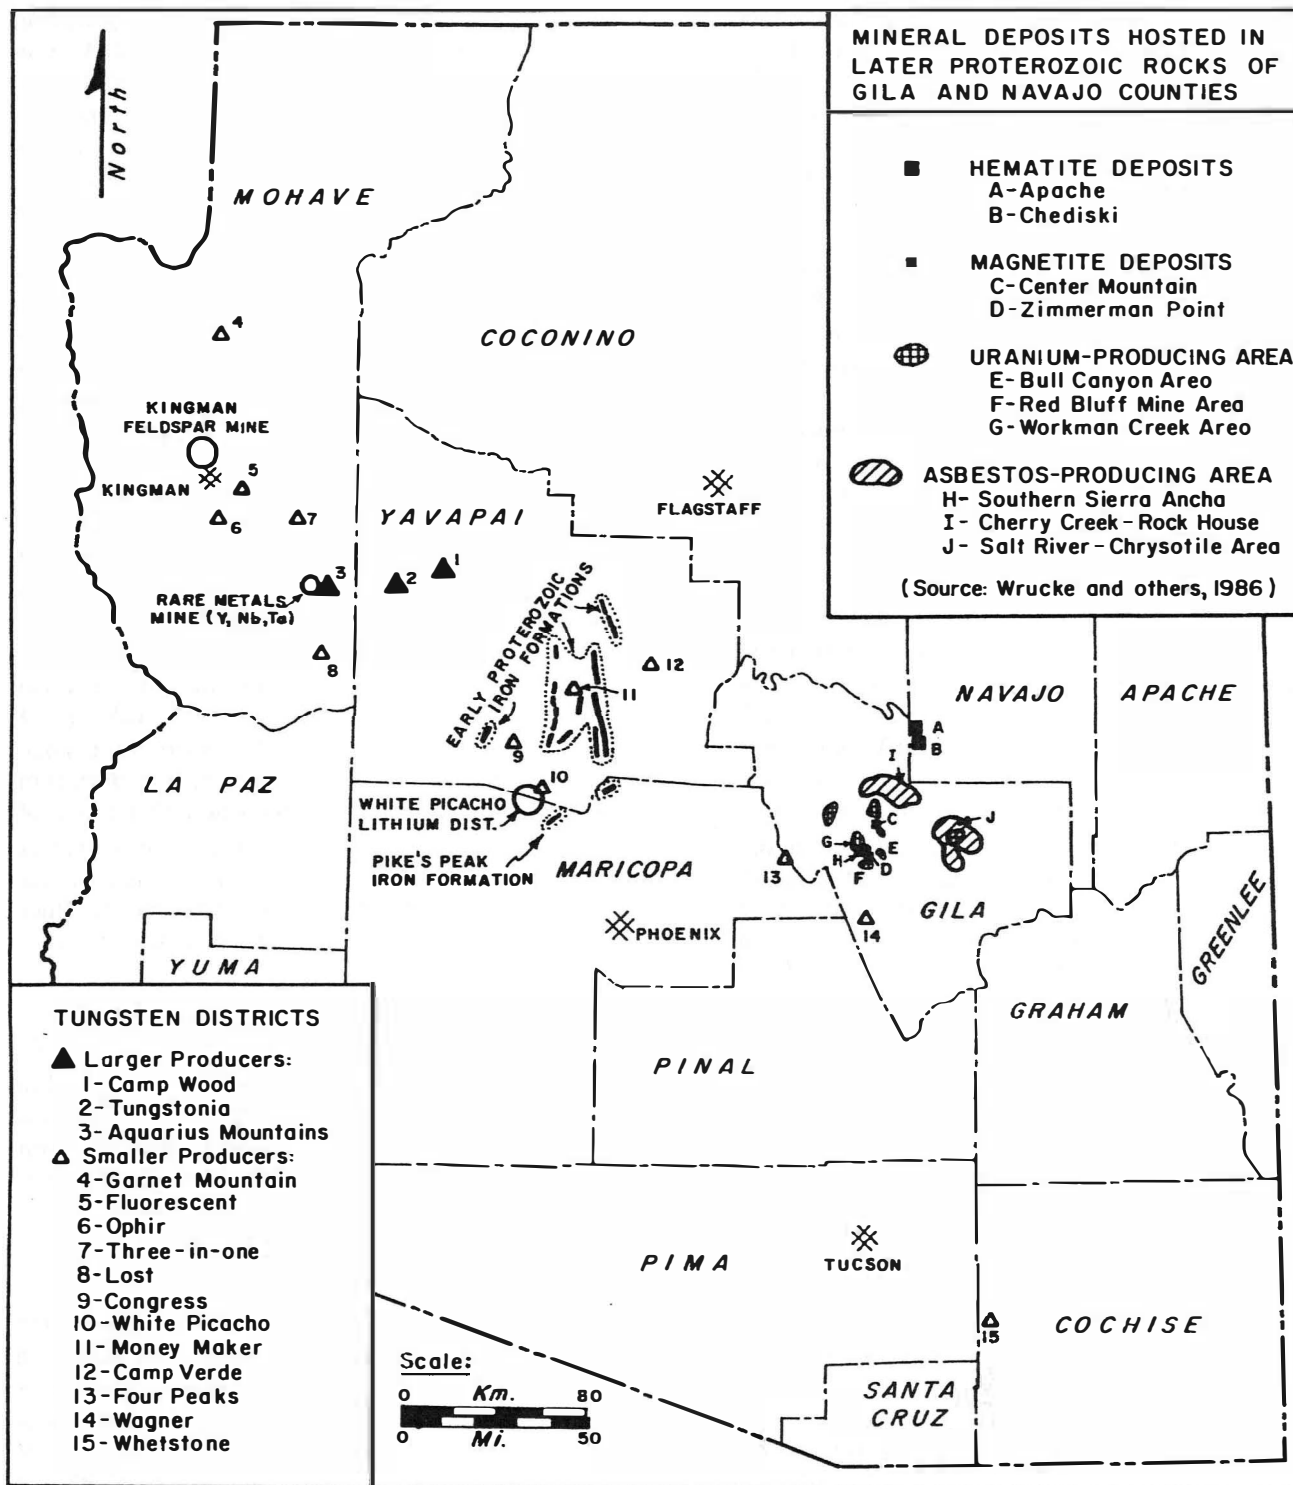 MINERAL DEPOSITS HOSTED IN
LATER PROTEROZOIC ROCKS OF
GILA AND NAVAJO COUNTIES
HEMATITE DEPOSITS
A-Apache
B-Chediski
MAGNETITE DEPOSITS
C-Center Mountain
D-Zimmerman Point
URANIUM-PRODUCING AREA
E-Bull Canyon Areo
F-Red Bluff Mine Area
G-Workman Creek Areo
ASBESTOS-PRODUCING AREA
H- Southern Sierra Ancha
I- Cherry Creek-Rock House
J- Salt River-Chrysotile Area
(Source: Wrucke and others, 1986)
North
MOHAVE
COCONINO
4
KINGMAN
FELDSPAR MINE
KINGMAN
5
6
7
YAVAPAI
FLAGSTAFF
3
2
1
RARE METALS
MINE (Y, Nb, Ta)
8
EARLY PROTEROZOIC
IRON FORMATIONS
12
11
9
10
NAVAJO
APACHE
A
B
I
LA PAZ
WHITE PICACHO
LITHIUM DIST.
PIKE'S PEAK
IRON FORMATION
MARICOPA
13
C
G
E
H
D
F
J
14
GILA
GREENLEE
PHOENIX
YUMA
GRAHAM
PINAL
TUNGSTEN DISTRICTS
Larger Producers:
1-Camp Wood
2-Tungstonia
3-Aquarius Mountains
Smaller Producers:
4-Garnet Mountain
5-Fluorescent
6-Ophir
7-Three-in-one
8-Lost
9-Congress
10-White Picacho
11-Money Maker
12-Camp Verde
13-Four Peaks
14-Wagner
15-Whetstone
PIMA
TUCSON
15
COCHISE
SANTA
CRUZ
Scale:
0 Km. 80
0 Mi. 50